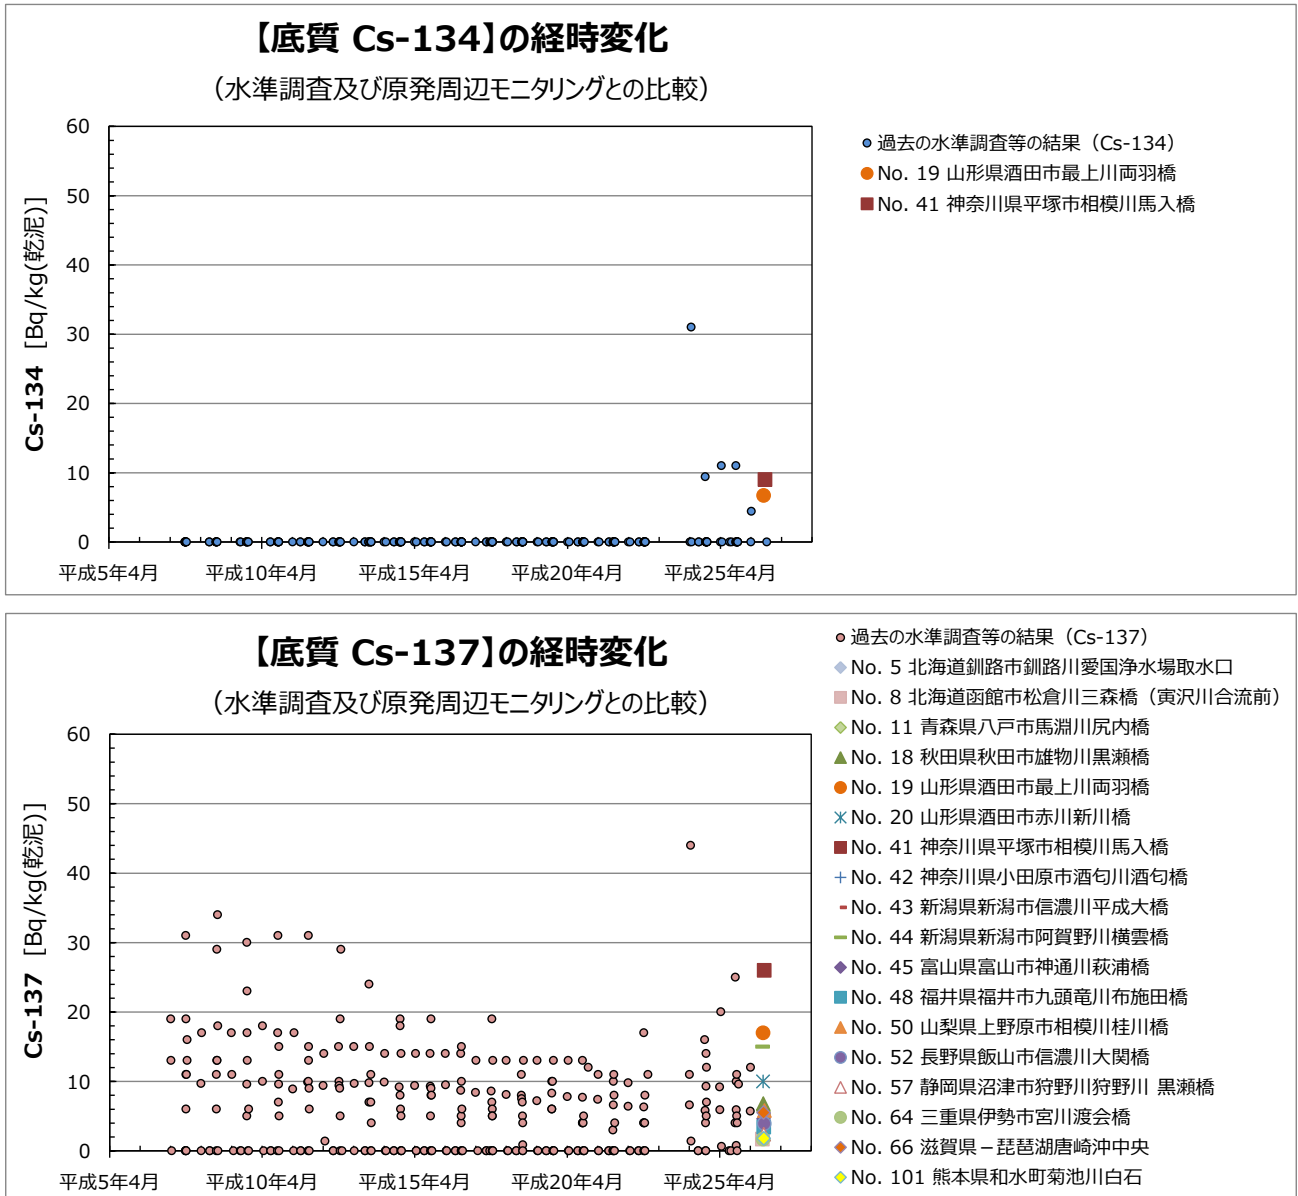 【底質 Cs-134】の経時変化
（水準調査及び原発周辺モニタリングとの比較）
60
50
40
30
20
10
0
Cs-134 [Bq/kg(乾泥)]
平成5年4月 平成10年4月 平成15年4月 平成20年4月 平成25年4月
過去の水準調査等の結果（Cs-134）
No. 19 山形県酒田市最上川両羽橋
No. 41 神奈川県平塚市相模川馬入橋
【底質 Cs-137】の経時変化
（水準調査及び原発周辺モニタリングとの比較）
60
50
40
30
20
10
0
Cs-137 [Bq/kg(乾泥)]
平成5年4月 平成10年4月 平成15年4月 平成20年4月 平成25年4月
過去の水準調査等の結果（Cs-137）
No. 5 北海道釧路市釧路川愛国浄水場取水口
No. 8 北海道函館市松倉川三森橋（寅沢川合流前）
No. 11 青森県八戸市馬淵川尻内橋
No. 18 秋田県秋田市雄物川黒瀬橋
No. 19 山形県酒田市最上川両羽橋
No. 20 山形県酒田市赤川新川橋
No. 41 神奈川県平塚市相模川馬入橋
No. 42 神奈川県小田原市酒匂川酒匂橋
No. 43 新潟県新潟市信濃川平成大橋
No. 44 新潟県新潟市阿賀野川横雲橋
No. 45 富山県富山市神通川萩浦橋
No. 48 福井県福井市九頭竜川布施田橋
No. 50 山梨県上野原市相模川桂川橋
No. 52 長野県飯山市信濃川大関橋
No. 57 静岡県沼津市狩野川狩野川 黒瀬橋
No. 64 三重県伊勢市宮川渡会橋
No. 66 滋賀県－琵琶湖唐崎沖中央
No. 101 熊本県和水町菊池川白石